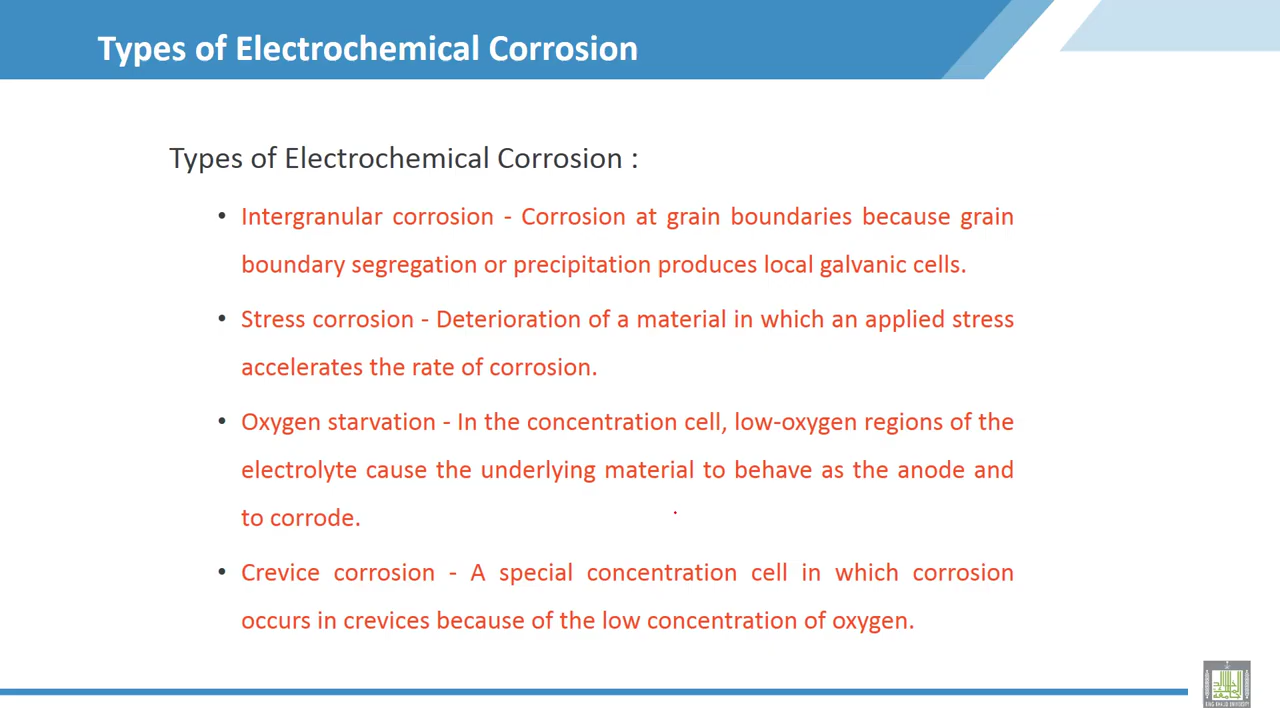 Types of Electrochemical Corrosion
Types of Electrochemical Corrosion :
• Intergranular corrosion - Corrosion at grain boundaries because grain
boundary segregation or precipitation produces local galvanic cells.
• Stress corrosion - Deterioration of a material in which an applied stress
accelerates the rate of corrosion.
• Oxygen starvation - In the concentration cell, low-oxygen regions of the
electrolyte cause the underlying material to behave as the anode and
to corrode.
• Crevice corrosion - A special concentration cell in which corrosion
occurs in crevices because of the low concentration of oxygen.
KING KHALID UNIVERSITY